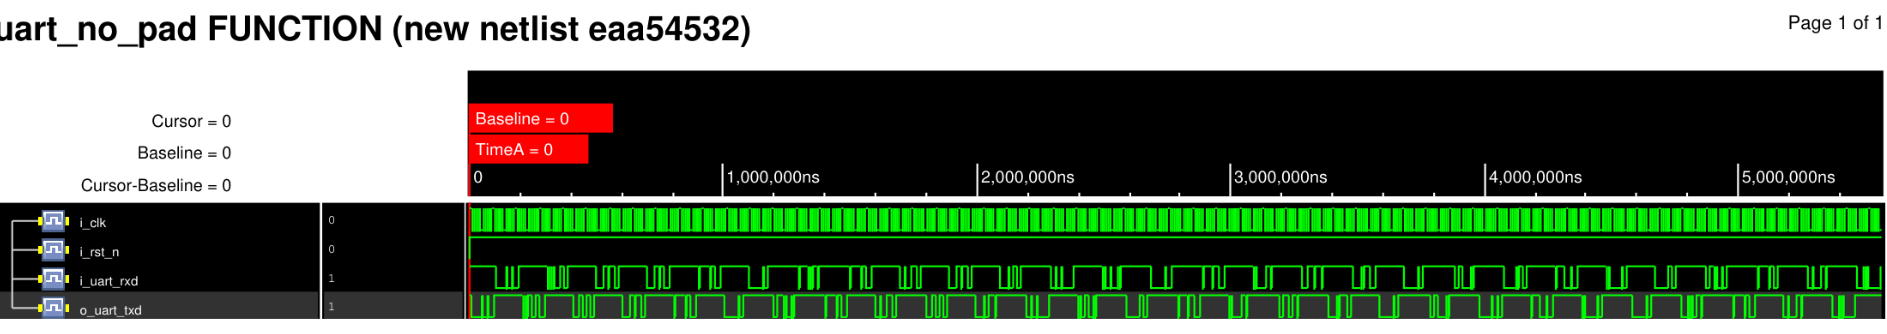 uart_no_pad FUNCTION (new netlist eaa54532)
Page 1 of 1
Cursor = 0
Baseline = 0
Cursor-Baseline = 0
Baseline = 0
TimeA = 0
0 1,000,000ns 2,000,000ns 3,000,000ns 4,000,000ns 5,000,000ns
i_clk 0
i_rst_n 0
i_uart_rxd 1
o_uart_txd 1